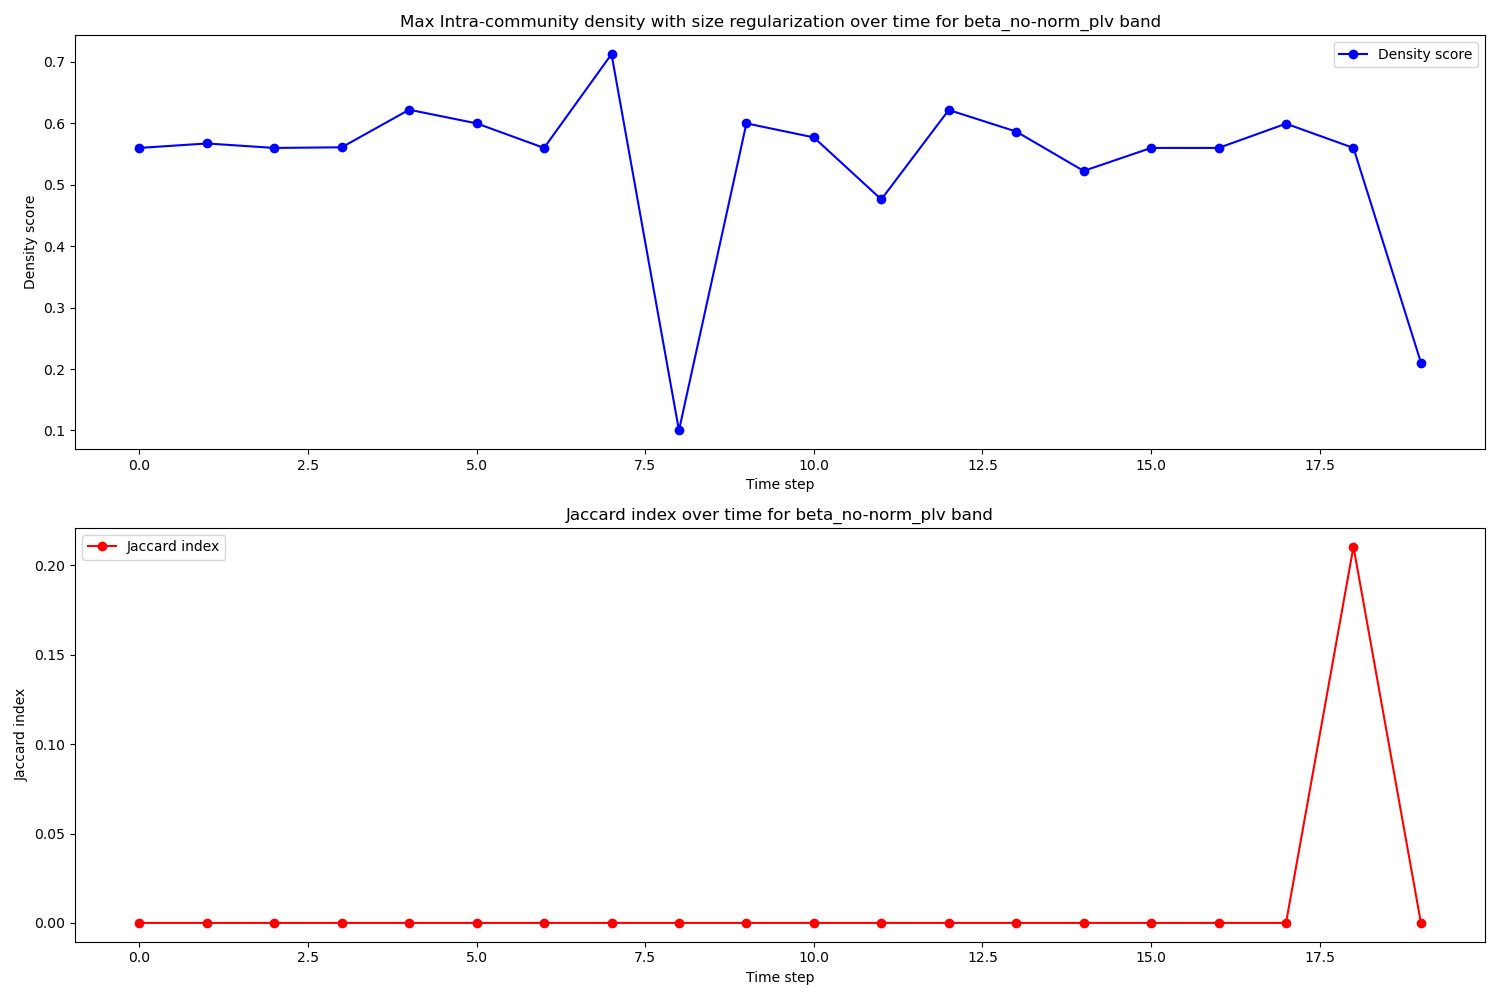 Max Intra-community density with size regularization over time for beta_no-norm_plv band
Density score
0.7
0.6
0.5
0.4
0.3
0.2
0.1
Density score
0.0 2.5 5.0 7.5 10.0 12.5 15.0 17.5
Time step
Jaccard index over time for beta_no-norm_plv band
Jaccard index
0.20
0.15
0.10
0.05
0.00
Jaccard index
0.0 2.5 5.0 7.5 10.0 12.5 15.0 17.5
Time step